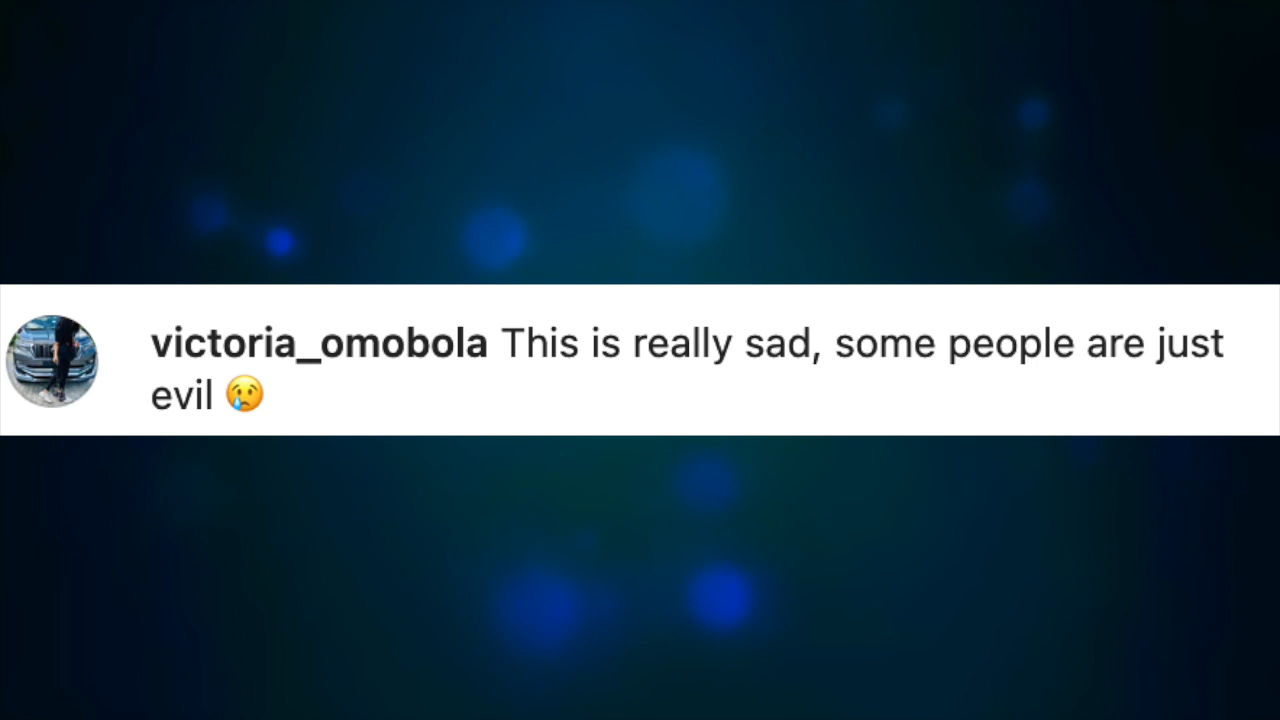 victoria_omobola This is really sad, some people are just
evil 😢